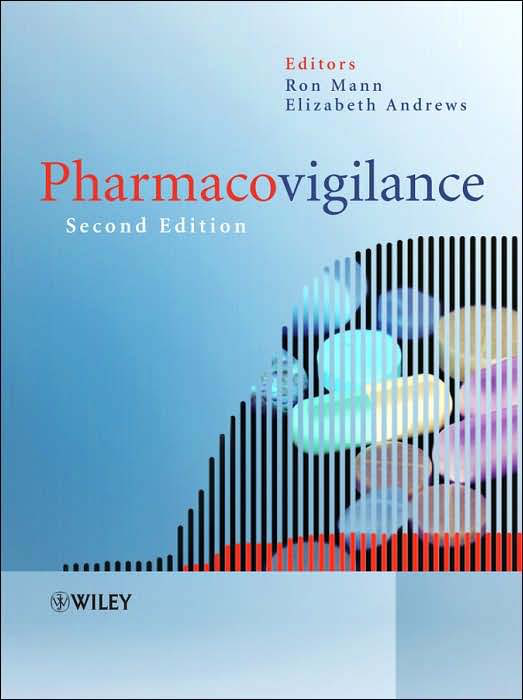 Editors
Ron Mann
Elizabeth Andrews
Pharmacovigilance
Second Edition
WILEY